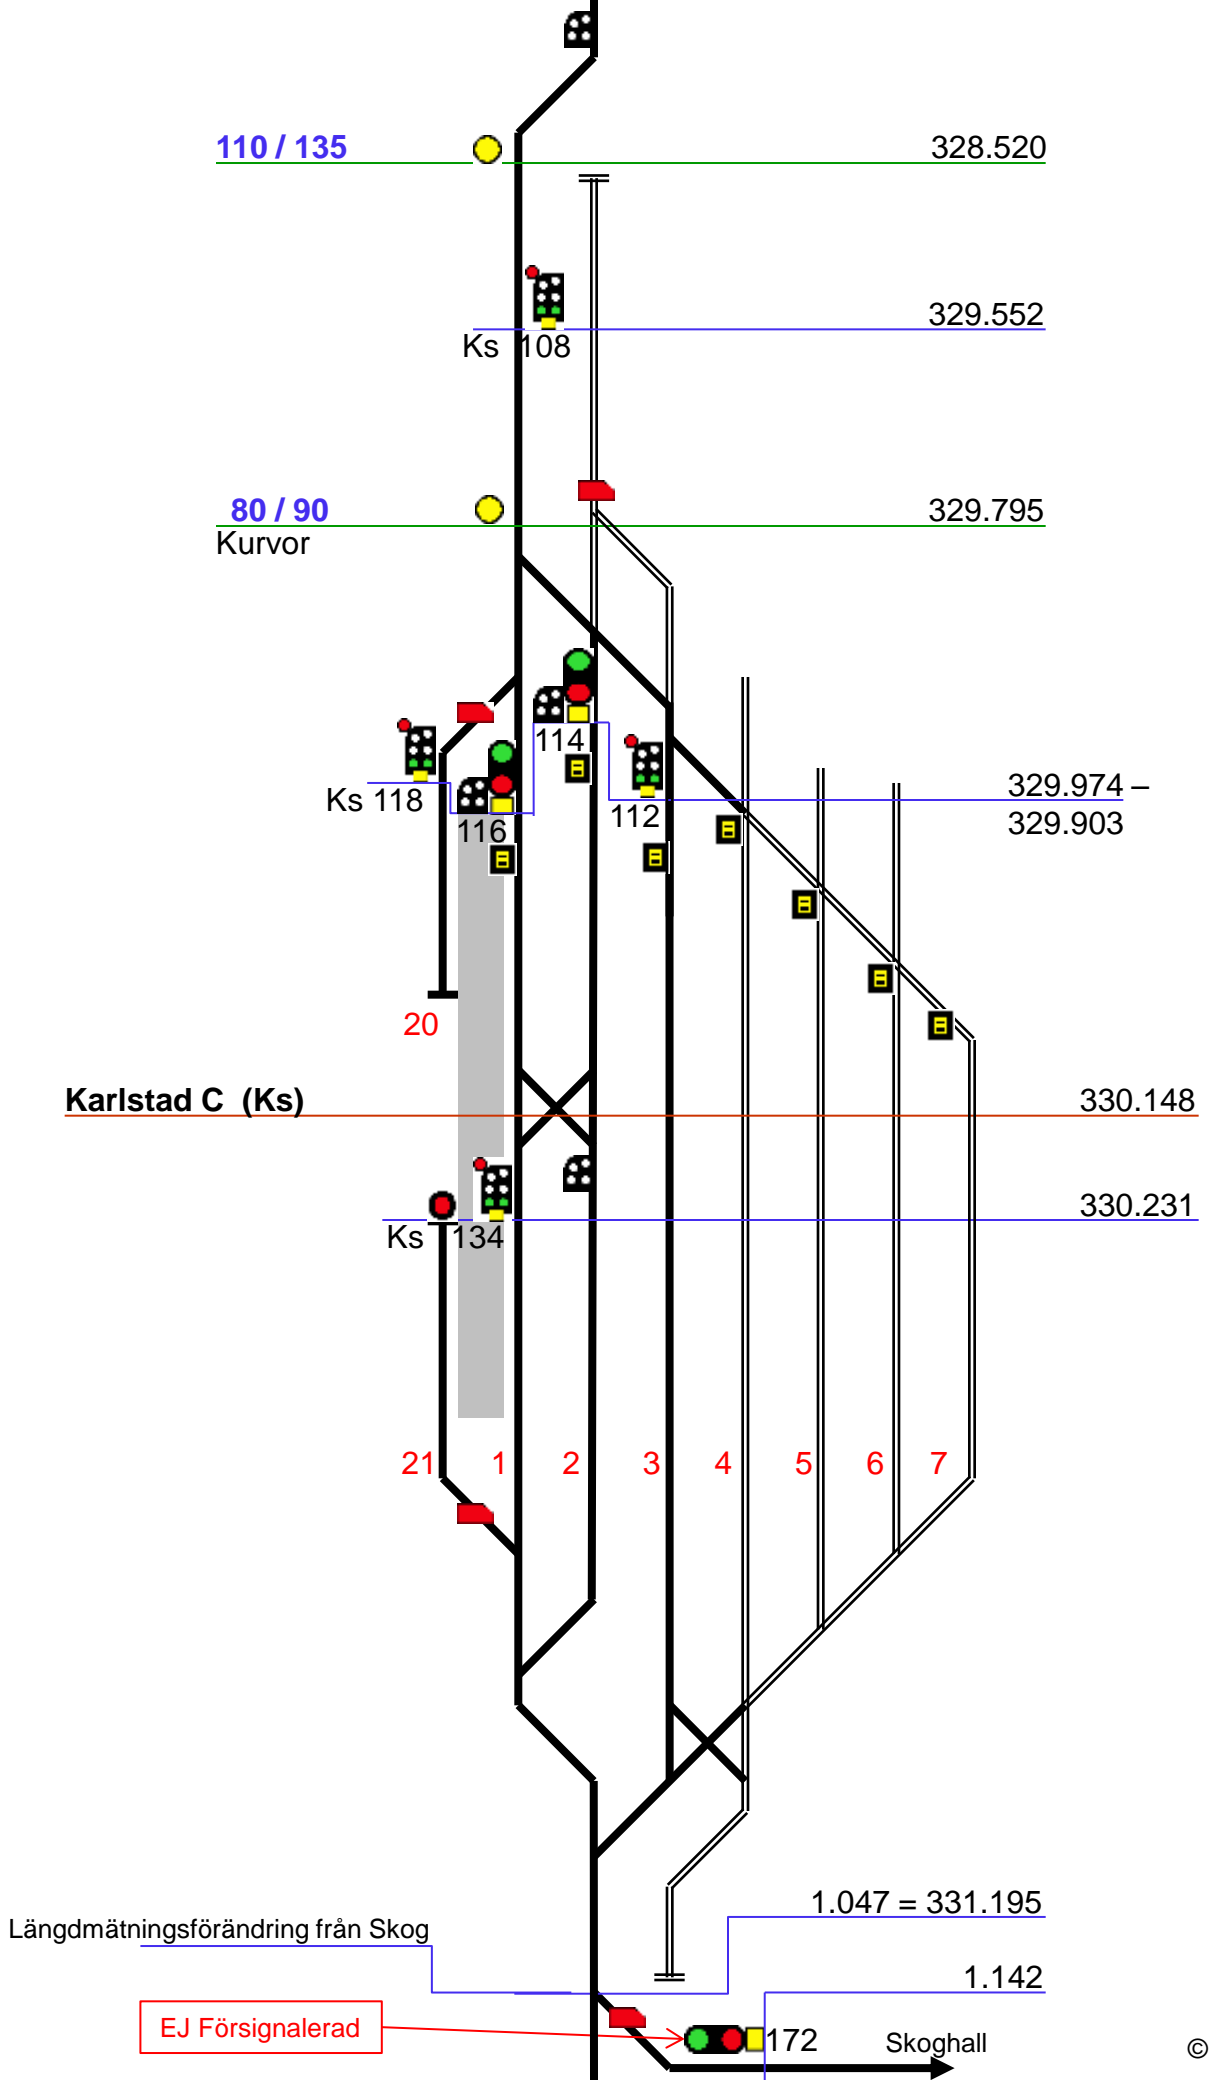 110 / 135
328.520
329.552
Ks 108
80 / 90
329.795
Kurvor
114
329.974 –
Ks 118
112
329.903
116
20
Karlstad C (Ks)
330.148
330.231
Ks 134
21 1 2 3 4 5 6 7
1.047 = 331.195
Längdmätningsförändring från Skog
1.142
EJ Försignalerad
172
Skoghall
©